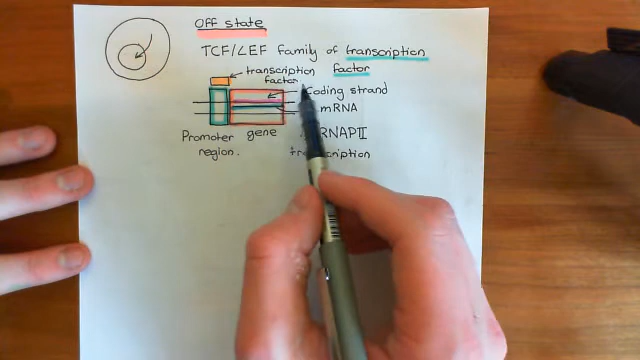 OFF state
TCF/LEF family of transcription
factor
transcription
factor
coding strand
mRNA
Promoter gene RNAPII
region. transcription